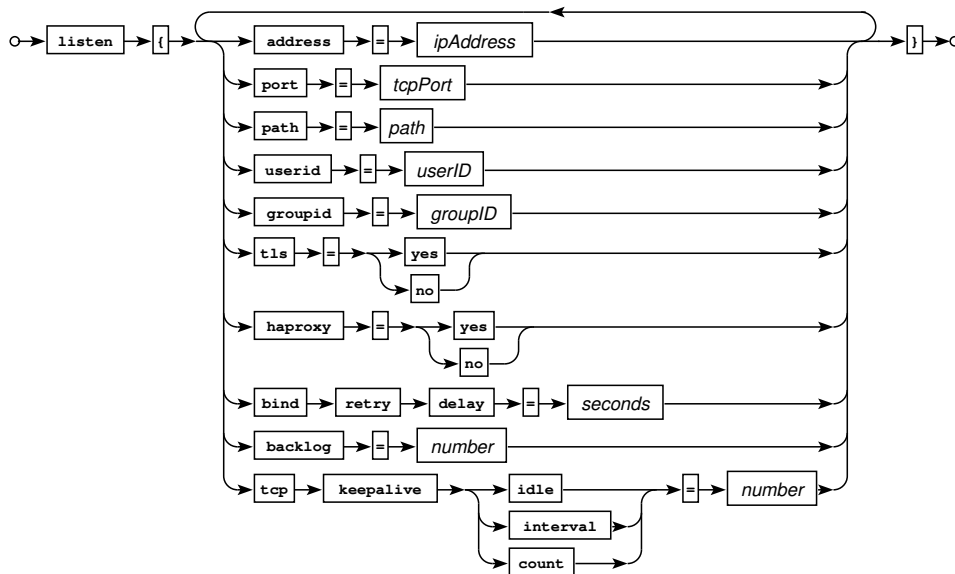 listen { address = ipAddress }
port = tcpPort
path = path
userid = userID
groupid = groupID
tls = yes
no
haproxy = yes
no
bind retry delay = seconds
backlog = number
tcp keepalive idle = number
interval
count